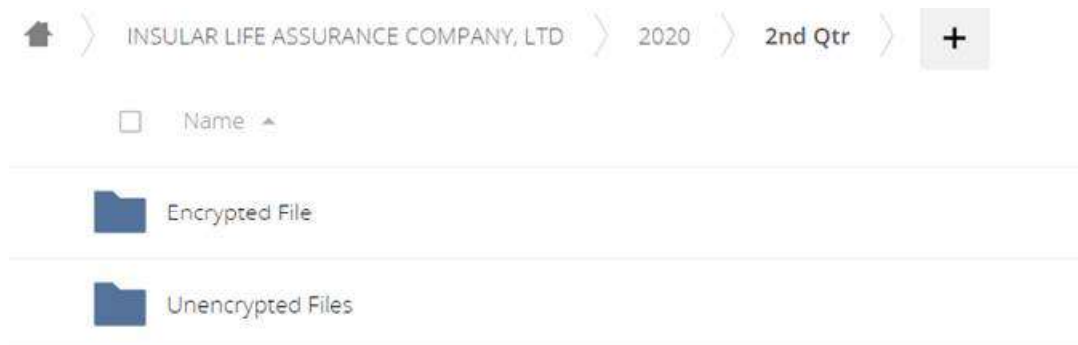 INSULAR LIFE ASSURANCE COMPANY, LTD 2020 2nd Qtr +
Name
Encrypted File
Unencrypted Files